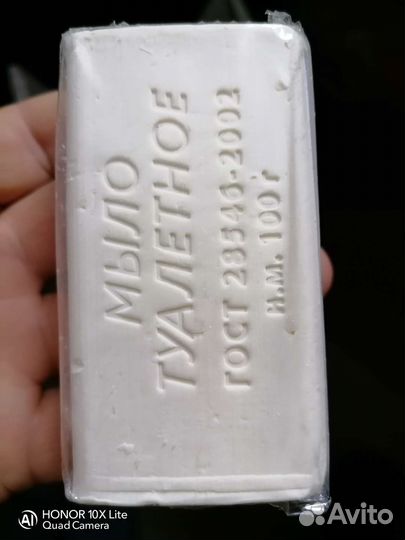 МЫЛО
ТУАЛЕТНОЕ
ГОСТ 28546-2002
Н.М. 100 г
HONOR 10X Lite
Quad Camera
Avito